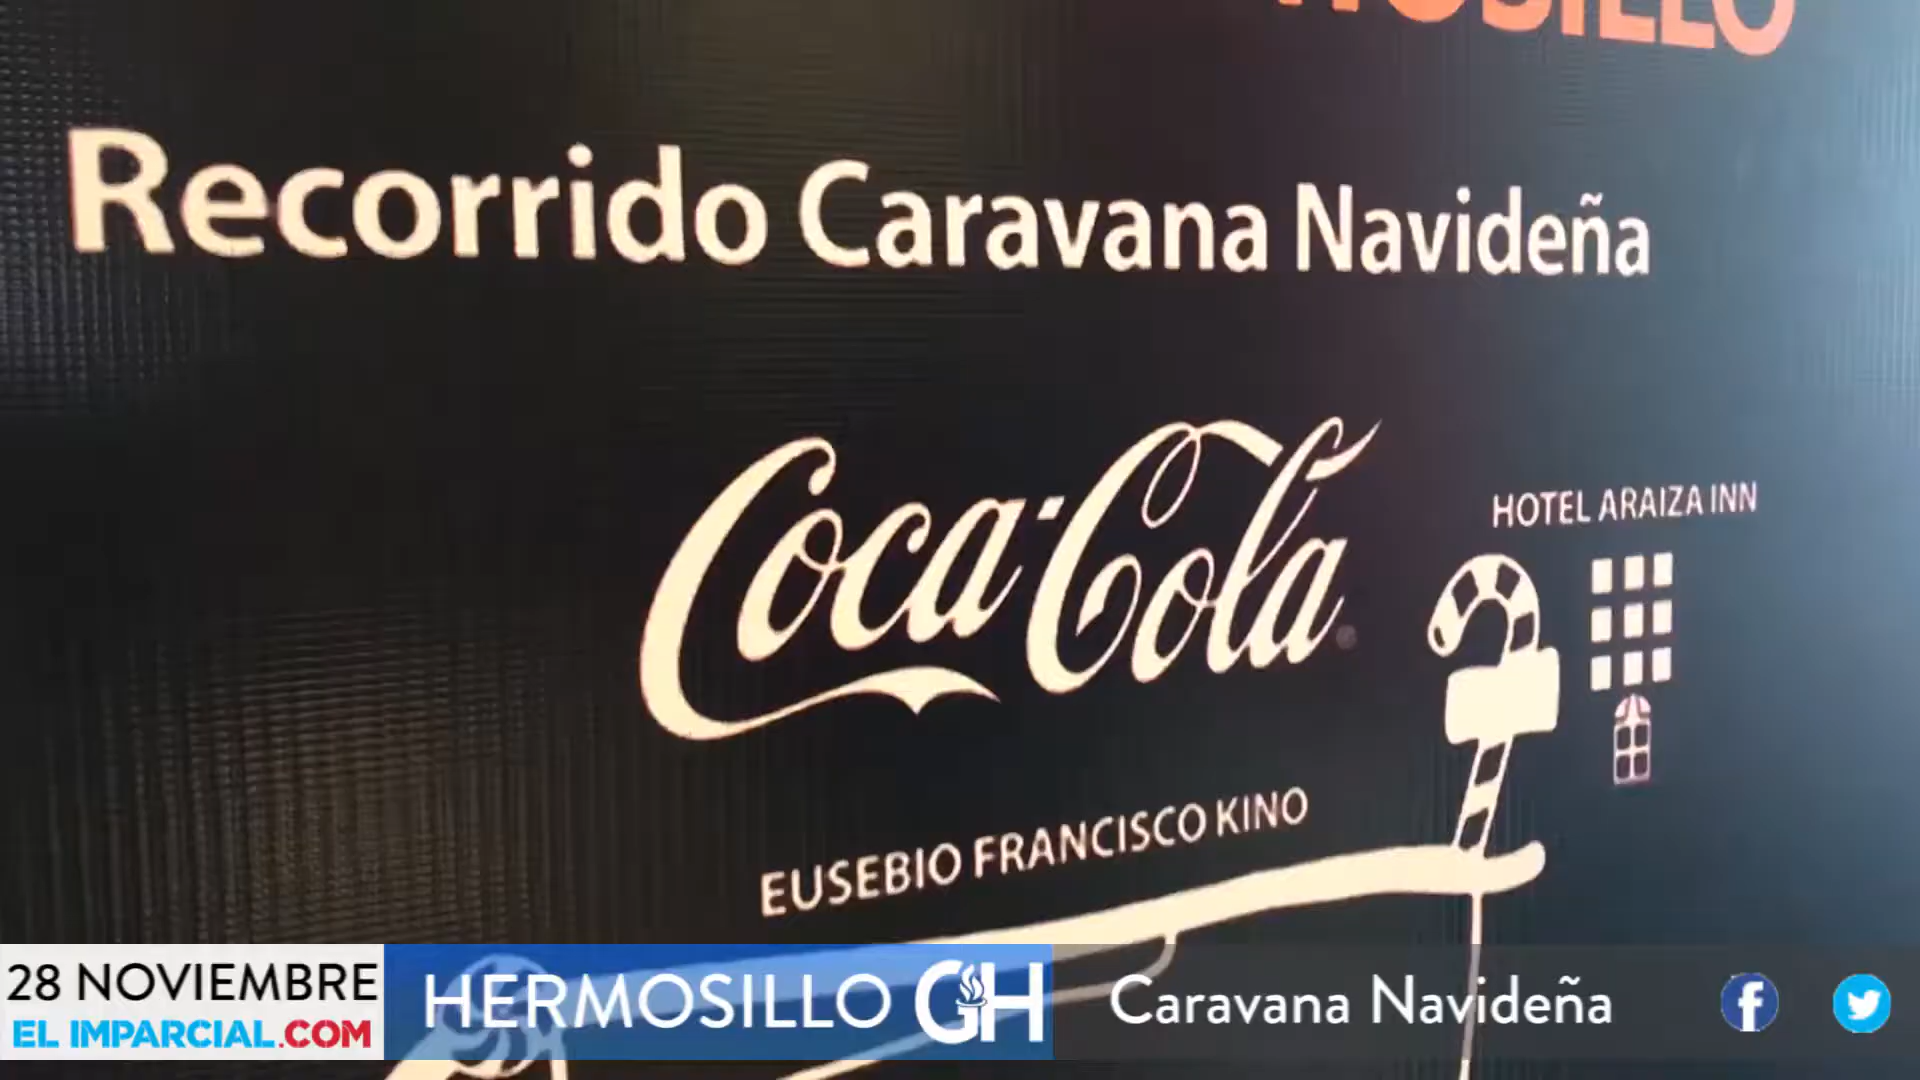 Recorrido Caravana Navideña
Coca-Cola
HOTEL ARAIZA INN
EUSEBIO FRANCISCO KINO
28 NOVIEMBRE
EL IMPARCIAL.COM
HERMOSILLO GH
Caravana Navideña